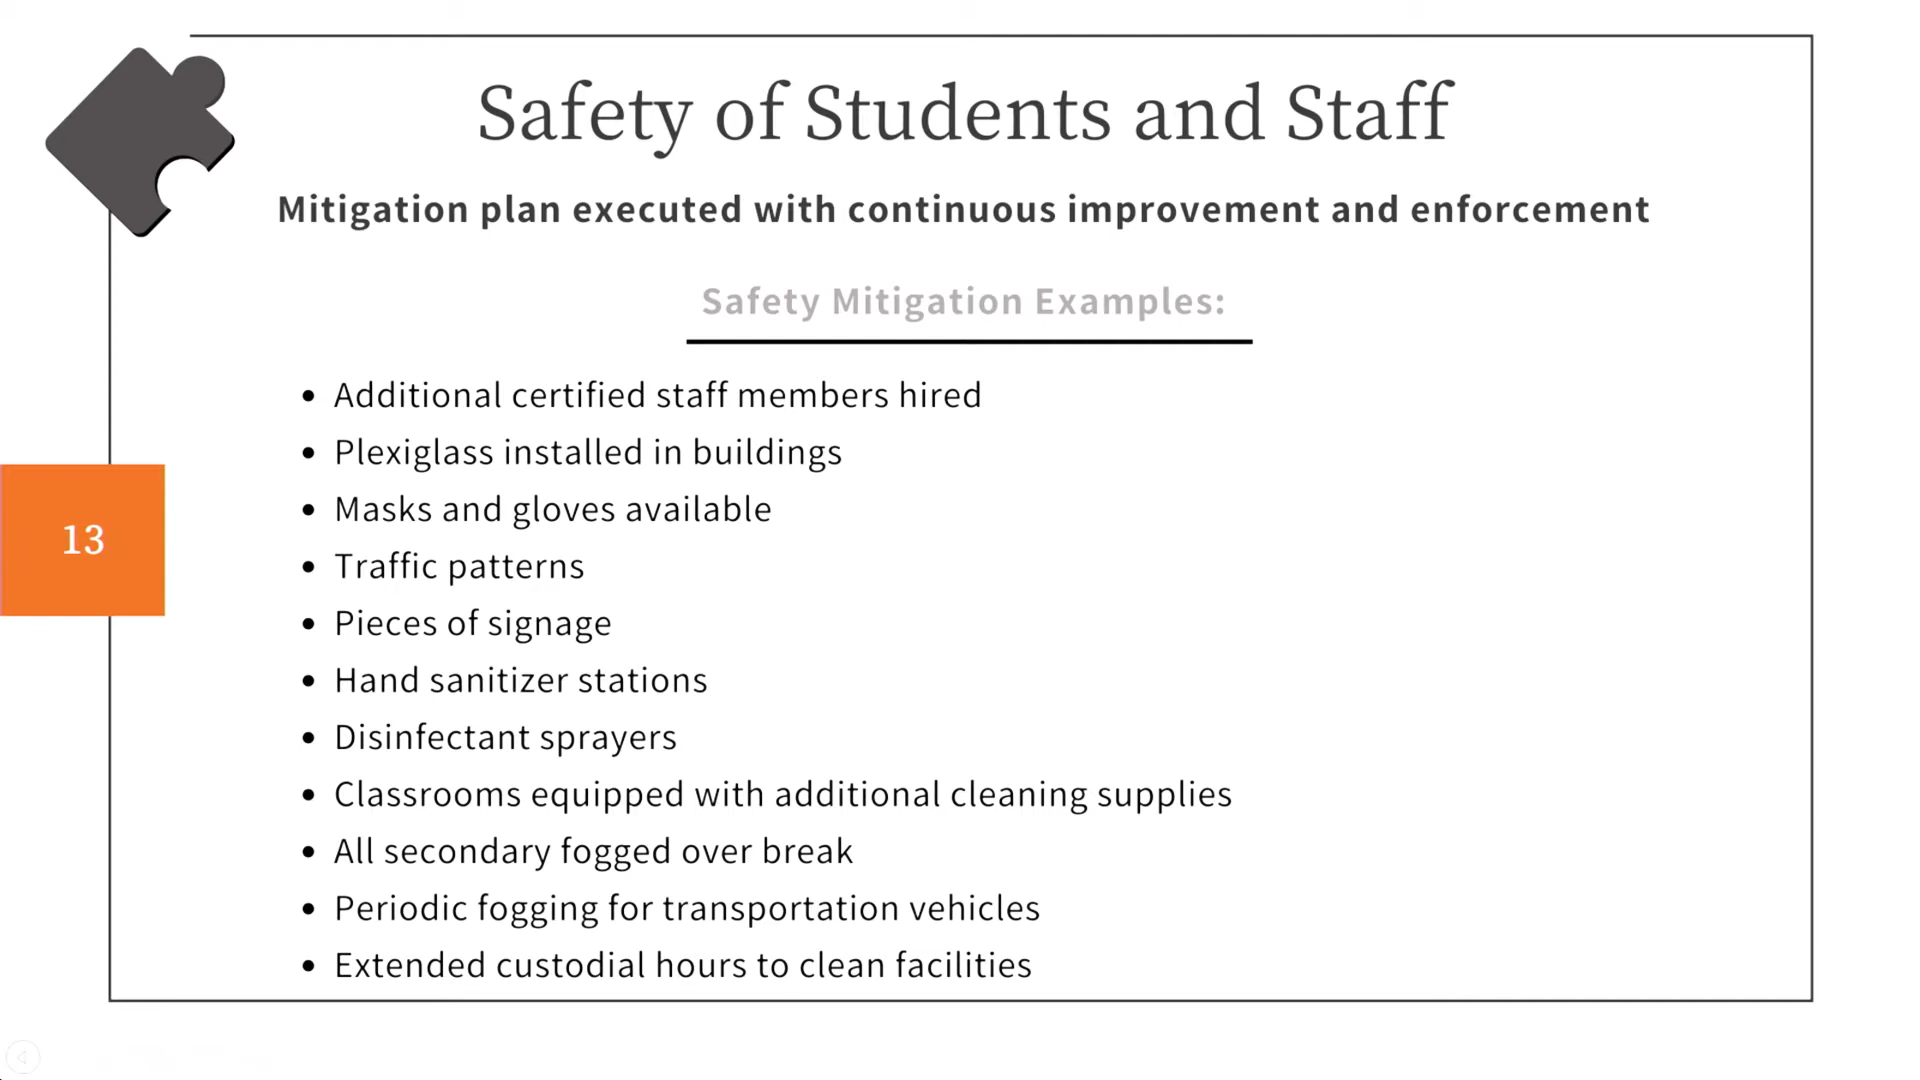 Safety of Students and Staff
Mitigation plan executed with continuous improvement and enforcement
Safety Mitigation Examples:
• Additional certified staff members hired
• Plexiglass installed in buildings
• Masks and gloves available
• Traffic patterns
• Pieces of signage
• Hand sanitizer stations
• Disinfectant sprayers
• Classrooms equipped with additional cleaning supplies
• All secondary fogged over break
• Periodic fogging for transportation vehicles
• Extended custodial hours to clean facilities
13